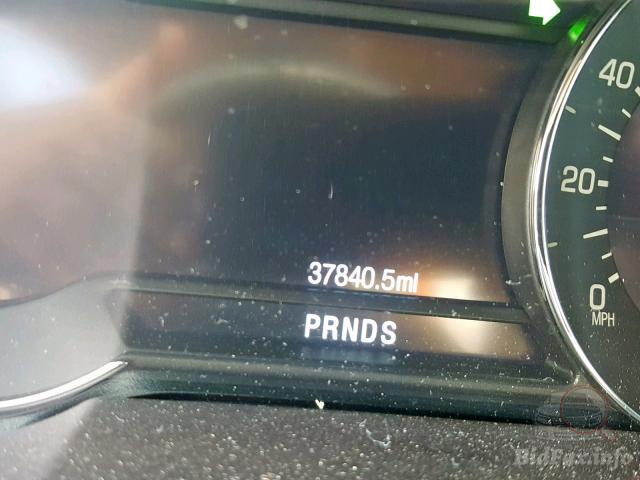 40
20
0
MPH
37840.5mi
PRNDS
BidFax.info